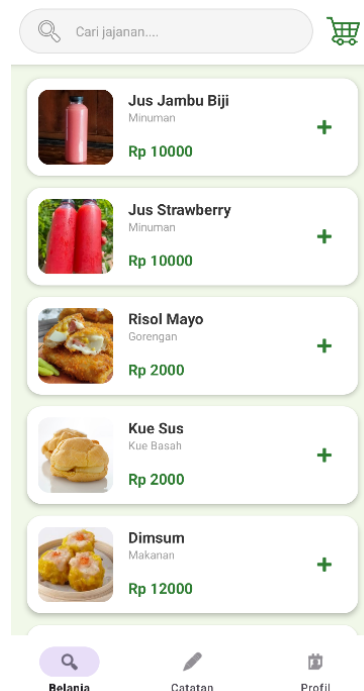 Cari jajanan....
Jus Jambu Biji
Minuman
Rp 10000
Jus Strawberry
Minuman
Rp 10000
Risol Mayo
Gorengan
Rp 2000
Kue Sus
Kue Basah
Rp 2000
Dimsum
Makanan
Rp 12000
Belanja
Catatan
Profil